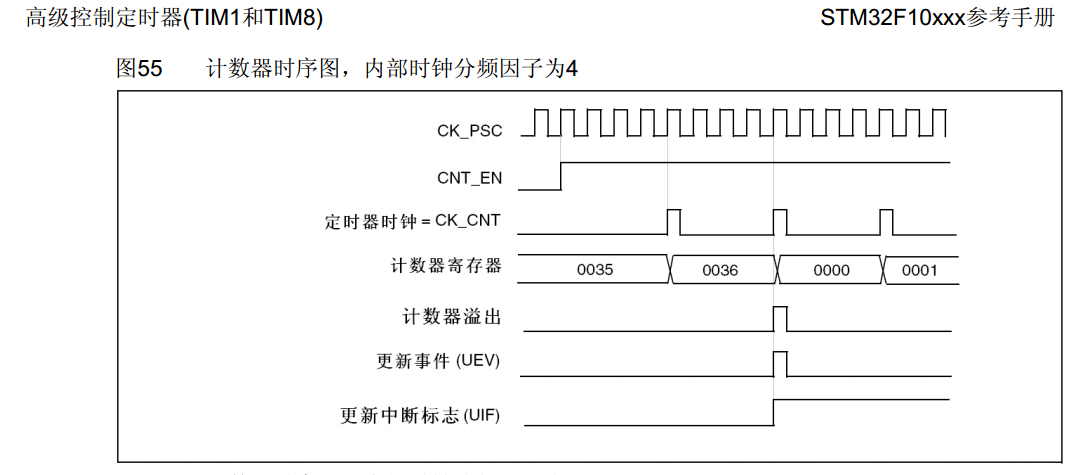 高级控制定时器(TIM1和TIM8) STM32F10xxx参考手册
图55 计数器时序图，内部时钟分频因子为4
CK_PSC
CNT_EN
定时器时钟 = CK_CNT
计数器寄存器 0035 0036 0000 0001
计数器溢出
更新事件 (UEV)
更新中断标志 (UIF)